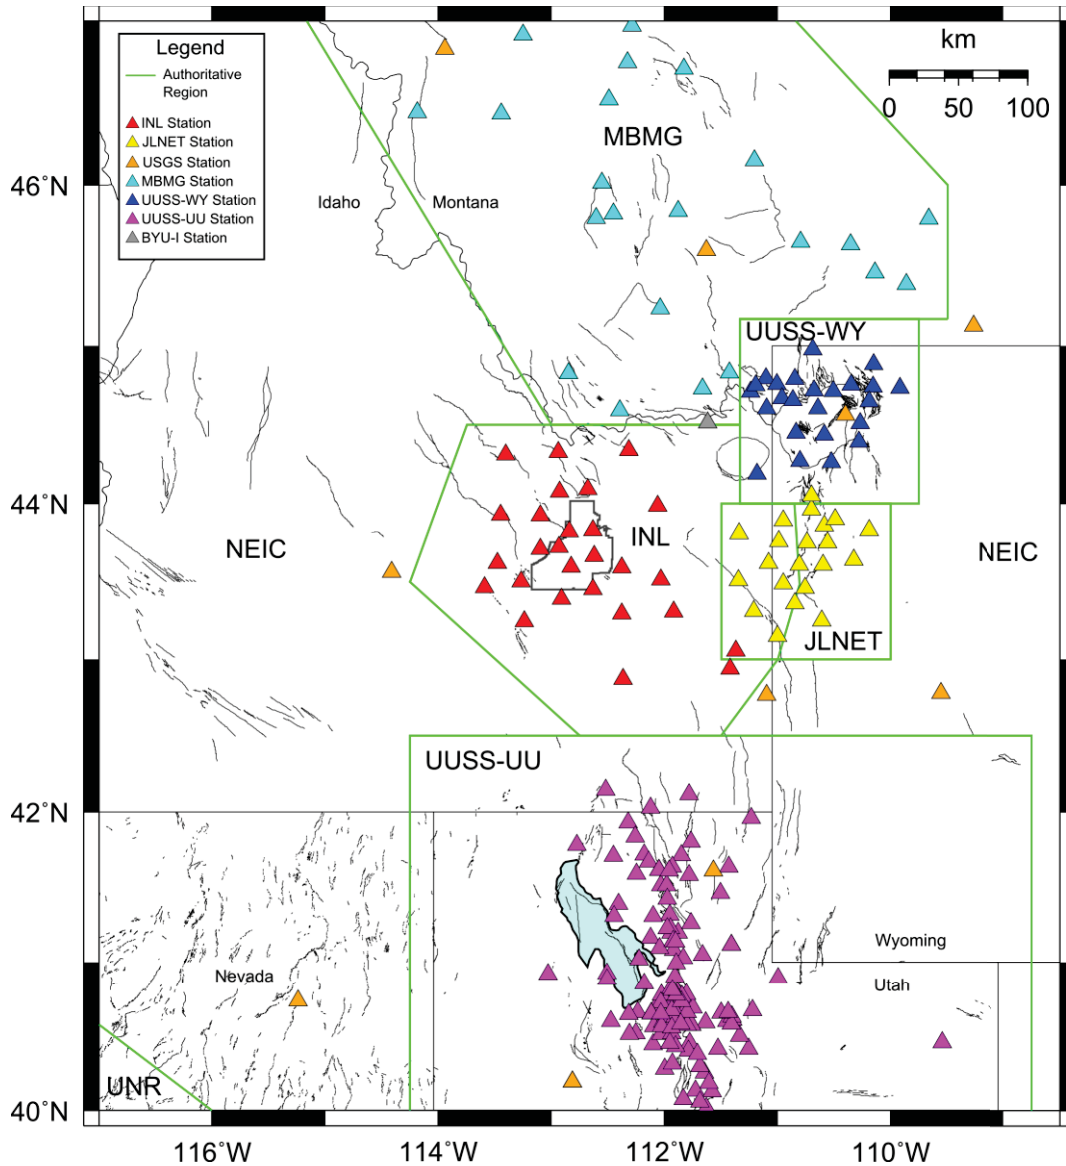 Legend
Authoritative
Region
INL Station
JLNET Station
USGS Station
MBMG Station
UUSS-WY Station
UUSS-UU Station
BYU-I Station
km
0 50 100
MBMG
46°N
Idaho
Montana
UUSS-WY
44°N
NEIC
INL
NEIC
JLNET
UUSS-UU
42°N
Wyoming
Nevada
Utah
UNR
40°N
116°W
114°W
112°W
110°W